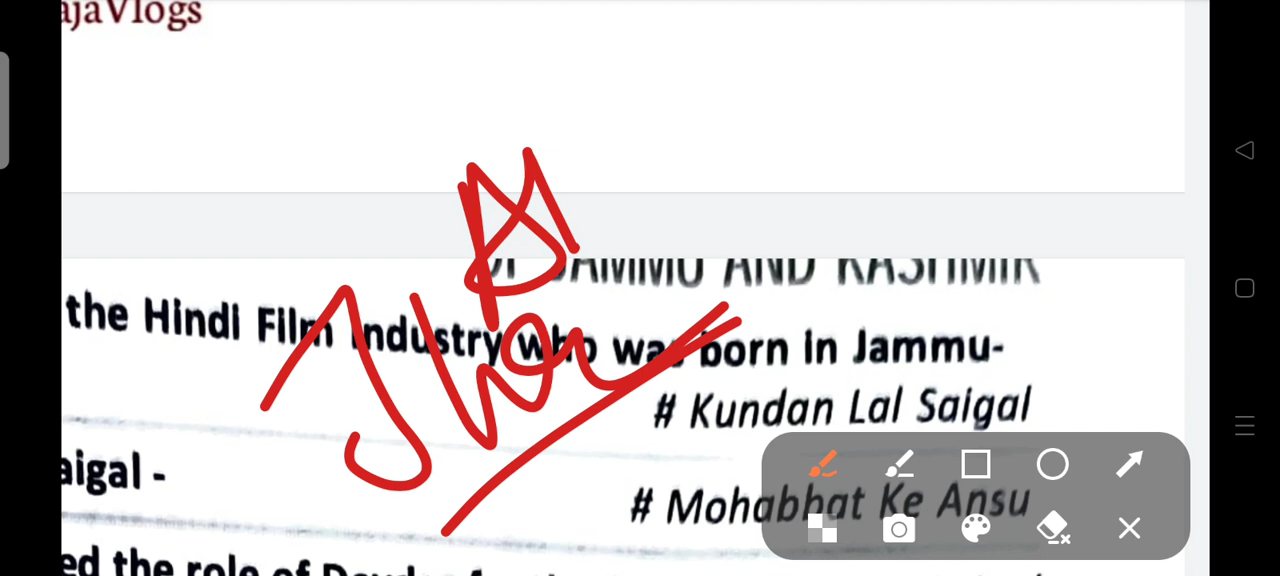 ajaVlogs
JAMMU AND KASHMIR
the Hindi Film Industry who was born in Jammu-
# Kundan Lal Saigal
aigal -
# Mohabhat Ke Ansu
ed the role of